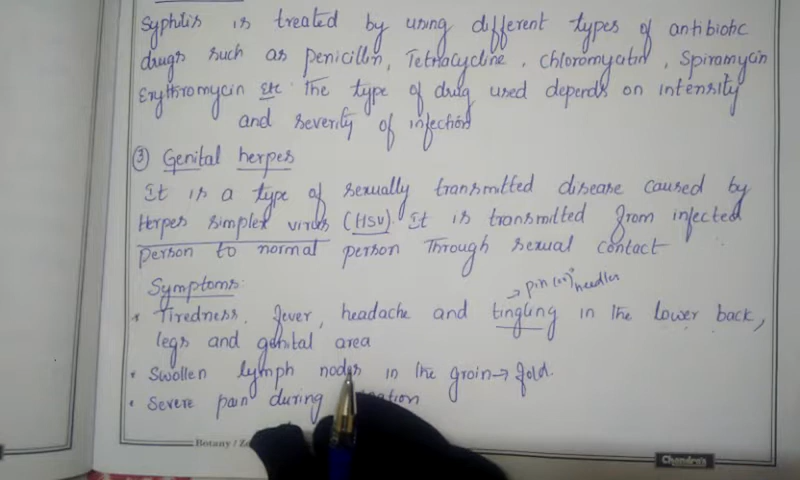 Syphilis is treated by using different types of antibiotic
drugs such as penicillin, Tetracycline, Chloromycitin, Spiramycin
Erythromycin Etc. The type of drug used depends on intensity
and severity of infection
③ Genital herpes
It is a type of sexually transmitted disease caused by
Herpes simplex virus (HSV). It is transmitted from infected
person to normal person through sexual contact
Symptoms:
→ pin (or) needles
* Tiredness, fever, headache and tingling in the lower back,
legs and genital area
* Swollen lymph nodes in the groin → fold.
* Severe pain during
Botany /
Chandra's